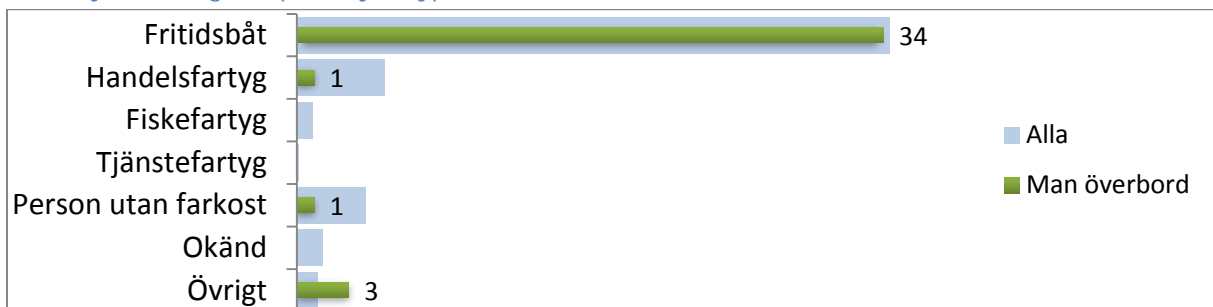 Fritidsbåt
34
Handelsfartyg
1
Fiskefartyg
Alla
Tjänstefartyg
Man överbord
Person utan farkost
1
Okänd
Övrigt
3